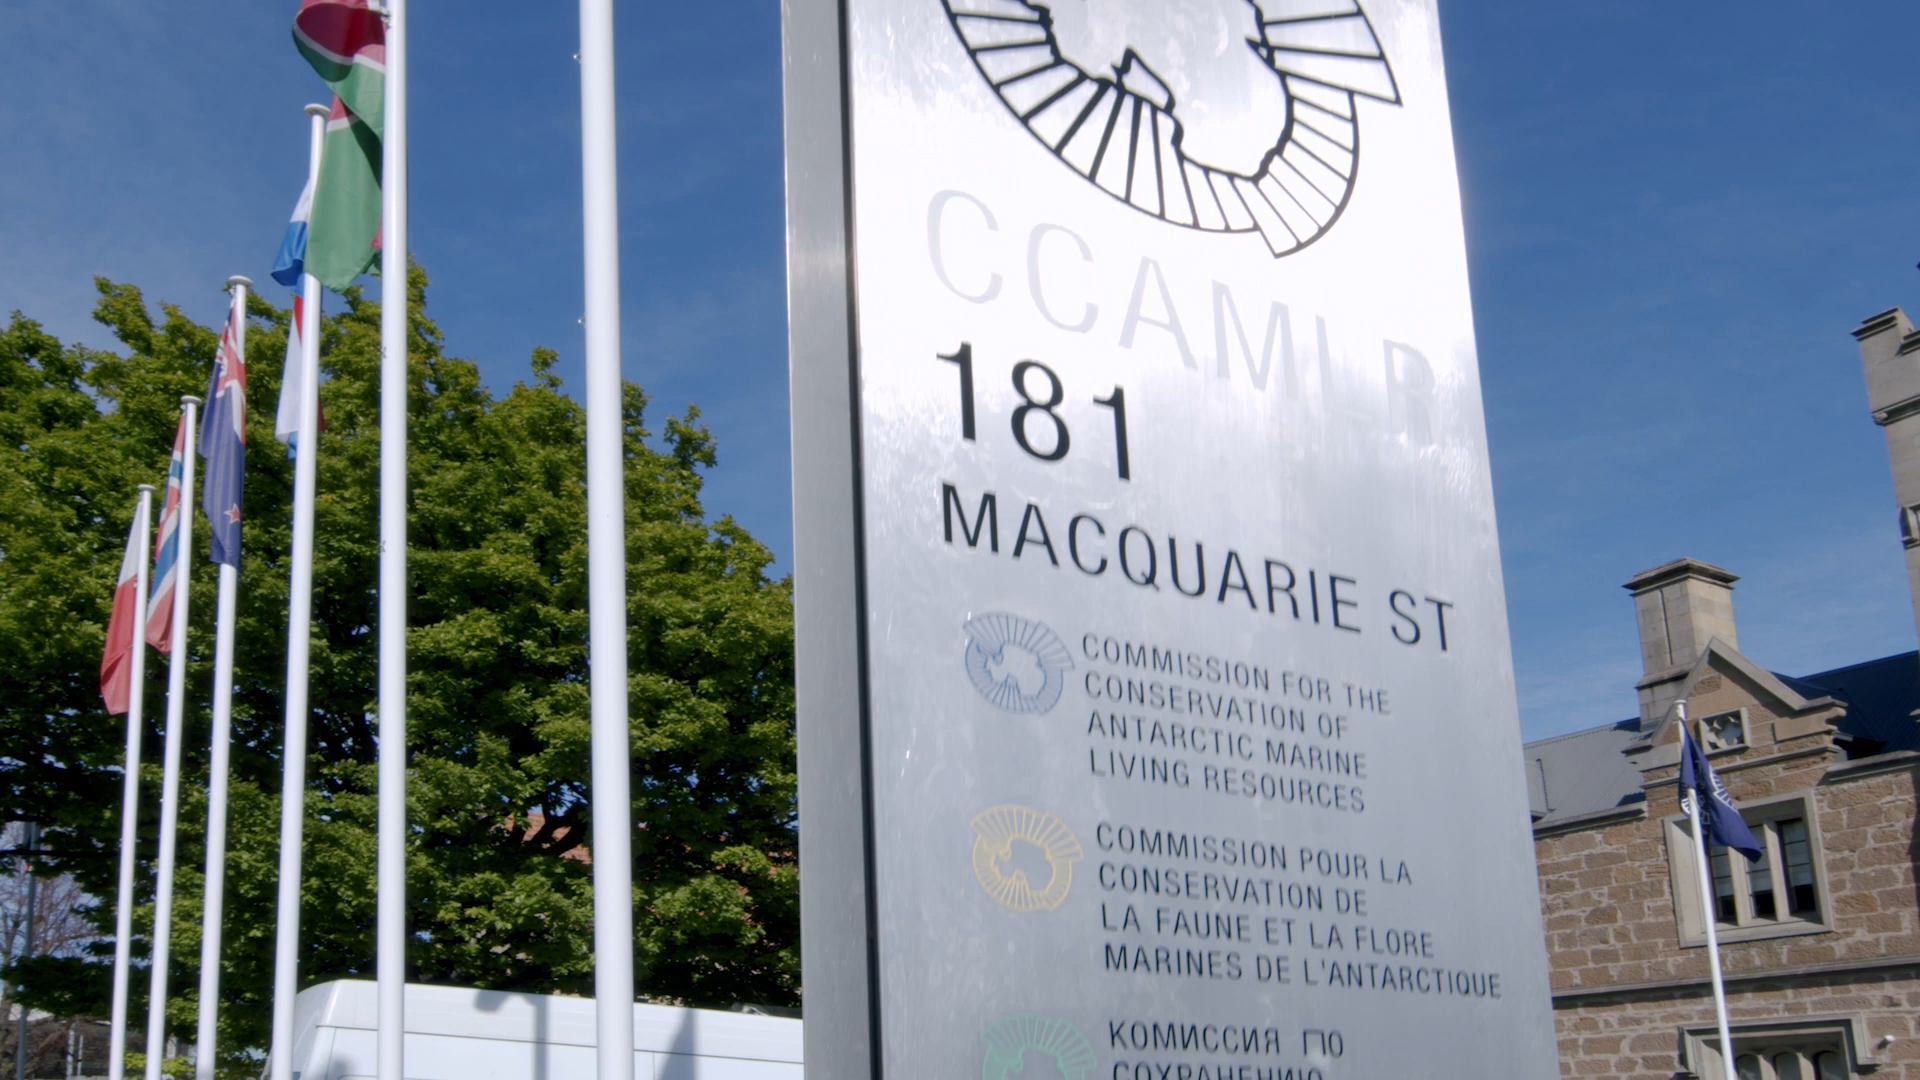 CCAMLR
181
MACQUARIE ST
COMMISSION FOR THE
CONSERVATION OF
ANTARCTIC MARINE
LIVING RESOURCES
COMMISSION POUR LA
CONSERVATION DE
LA FAUNE ET LA FLORE
MARINES DE L'ANTARCTIQUE
КОМИССИЯ ПО
СОХРАНЕНИЮ